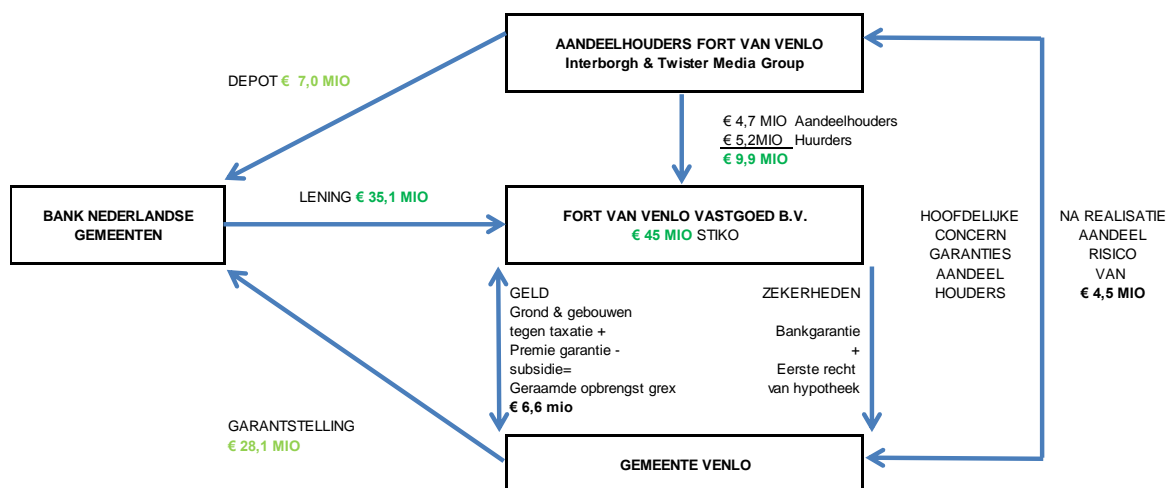 AANDEELHOUDERS FORT VAN VENLO
Interborgh & Twister Media Group
DEPOT € 7,0 MIO
€ 4,7 MIO Aandeelhouders
€ 5,2MIO Huurders
€ 9,9 MIO
LENING € 35,1 MIO
BANK NEDERLANDSE
GEMEENTEN
FORT VAN VENLO VASTGOED B.V.
€ 45 MIO STIKO
HOOFDELIJKE
CONCERN
GARANTIES
AANDEEL
HOUDERS
NA REALISATIE
AANDEEL
RISICO
VAN
€ 4,5 MIO
GELD
Grond & gebouwen
tegen taxatie +
Premie garantie -
subsidie=
Geraamde opbrengst grex
€ 6,6 mio
ZEKERHEDEN
Bankgarantie
+
Eerste recht
van hypotheek
GARANTSTELLING
€ 28,1 MIO
GEMEENTE VENLO